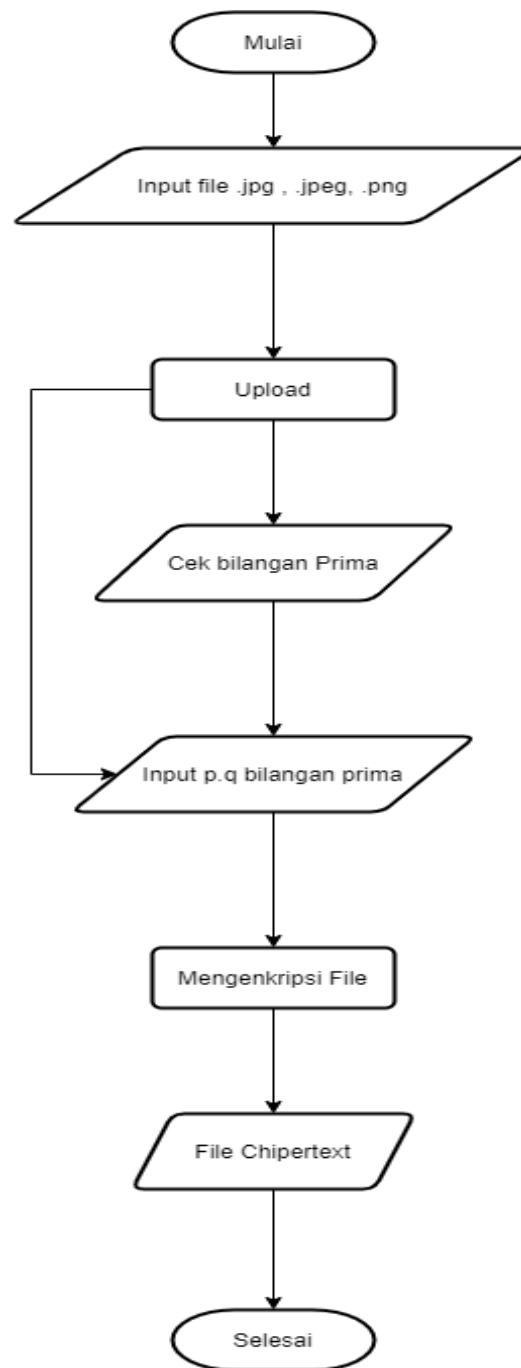 Mulai
Input file .jpg , .jpeg, .png
Upload
Cek bilangan Prima
Input p.q bilangan prima
Mengenkripsi File
File Chipertext
Selesai